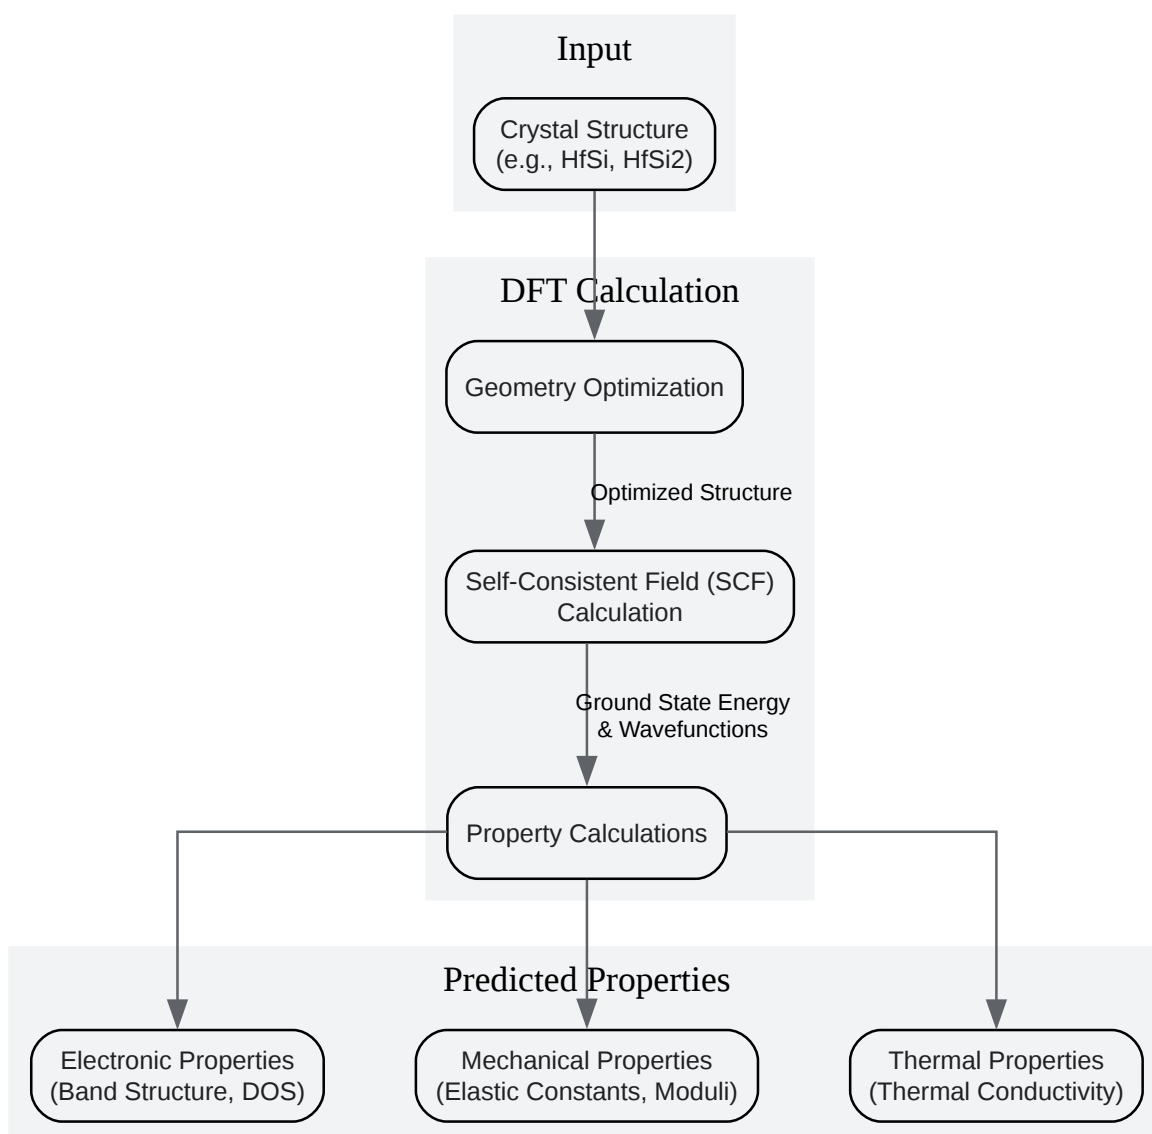 Input
Crystal Structure
(e.g., HfSi, HfSi2)
DFT Calculation
Geometry Optimization
Optimized Structure
Self-Consistent Field (SCF)
Calculation
Ground State Energy
& Wavefunctions
Property Calculations
Predicted Properties
Electronic Properties
(Band Structure, DOS)
Mechanical Properties
(Elastic Constants, Moduli)
Thermal Properties
(Thermal Conductivity)